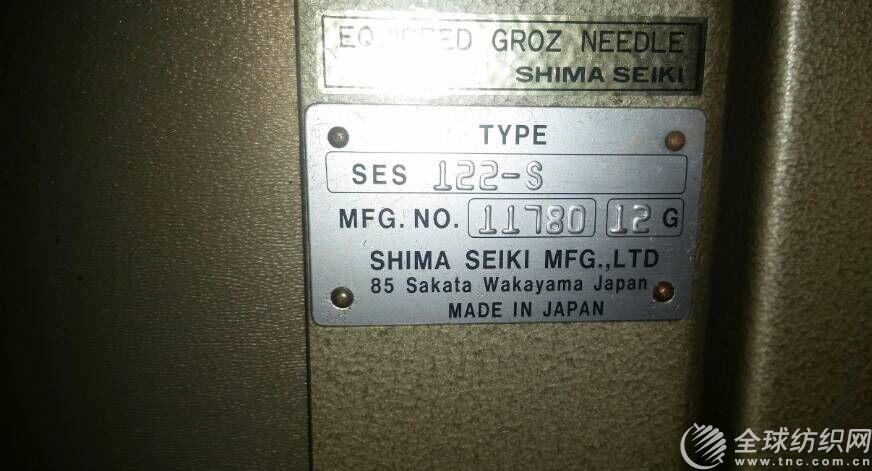 EQUIPPED GROZ NEEDLE
SHIMA SEIKI
TYPE
SES 122-S
MFG. NO. 11780 12 G
SHIMA SEIKI MFG.,LTD
85 Sakata Wakayama Japan
MADE IN JAPAN
全球纺织网
www.tnc.com.cn